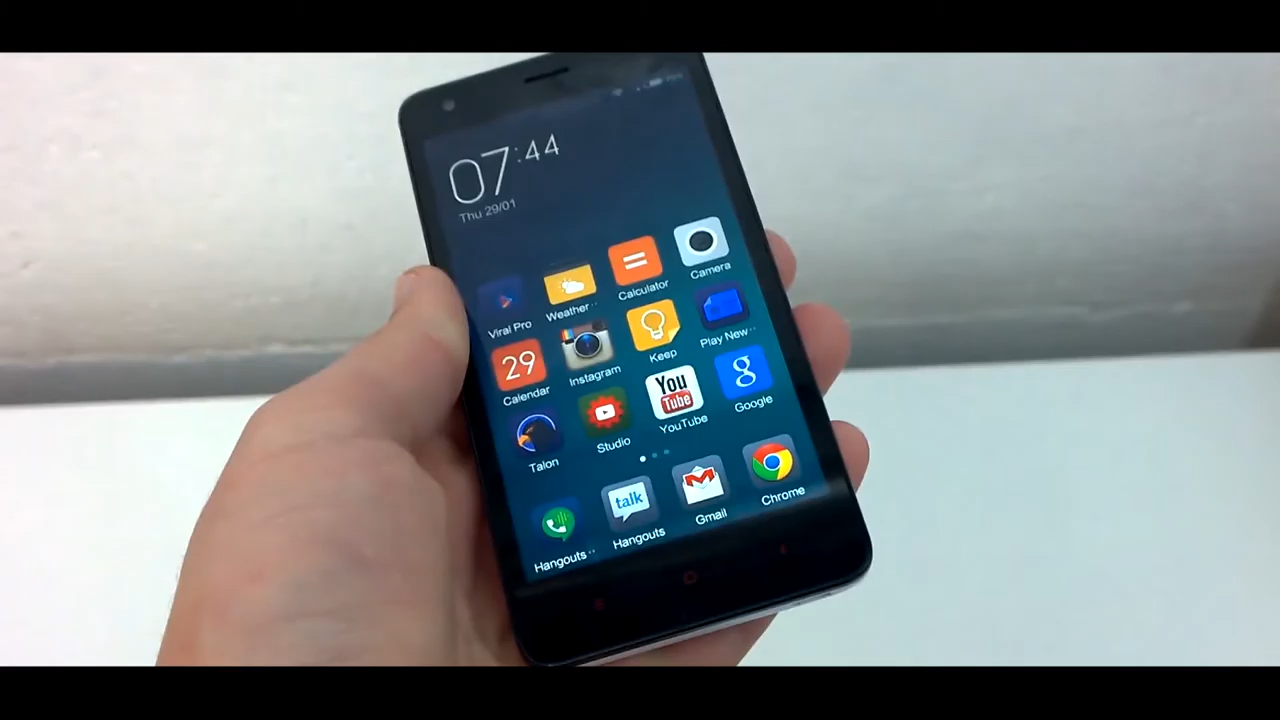 07:44
Thu 29/01
Viral Pro
Weather··
Calculator
Camera
29
Calendar
Instagram
Keep
Play New··
Talon
Studio
You
Tube
YouTube
g
Google
Hangouts··
talk
Hangouts
Gmail
Chrome